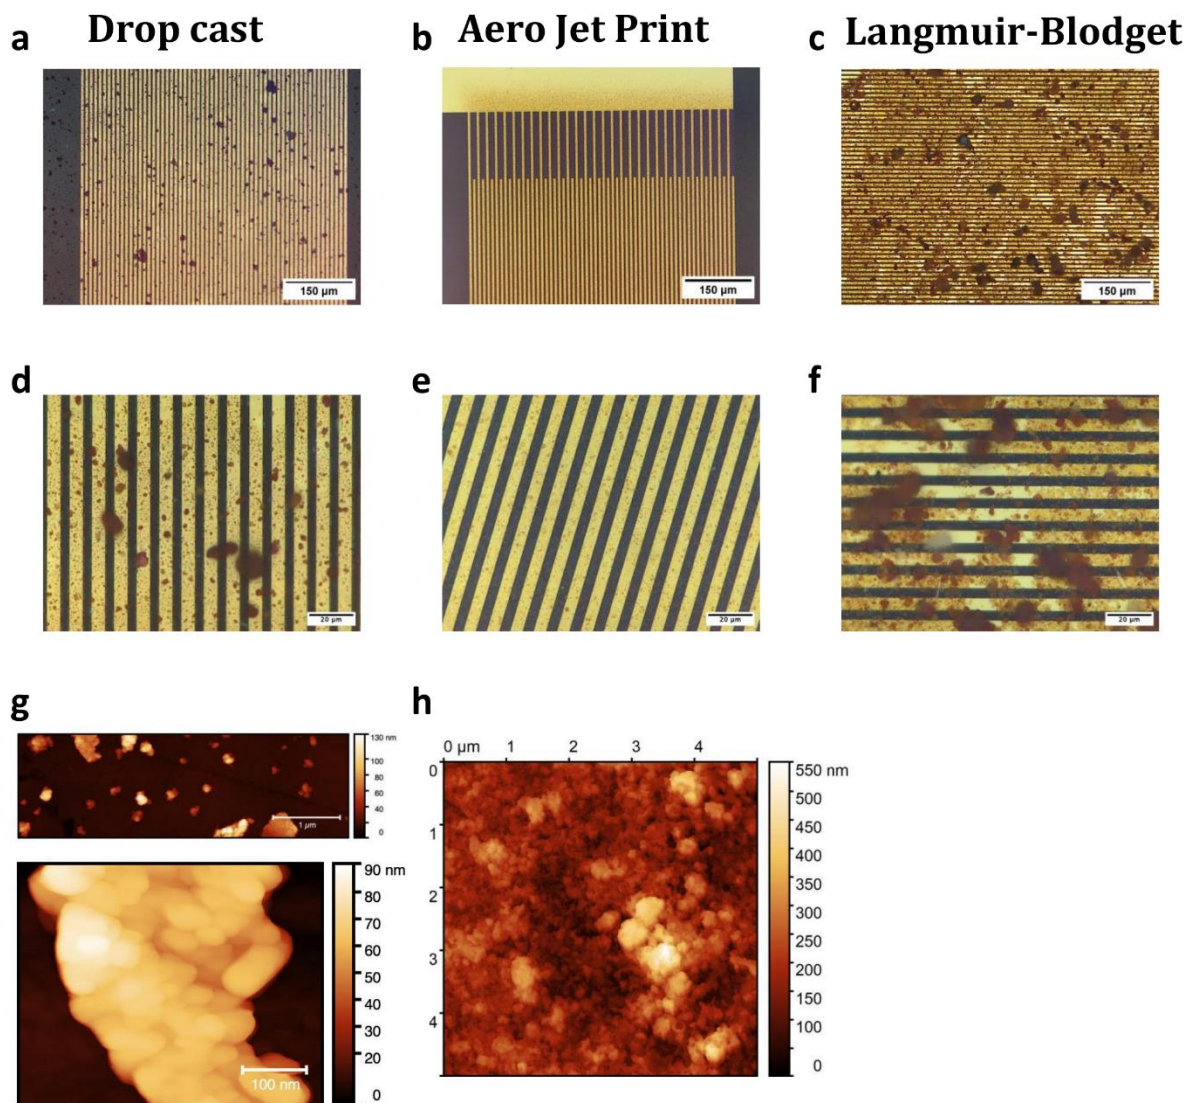 a Drop cast
b Aero Jet Print
c Langmuir-Blodget
150 μm
150 μm
150 μm
d
e
f
20 μm
20 μm
20 μm
g
130 nm
100
80
60
40
20
0
1 μm
90 nm
80
70
60
50
40
30
20
0
100 nm
h
0 μm 1 2 3 4
0
1
2
3
4
550 nm
500
450
400
350
300
250
200
150
100
0